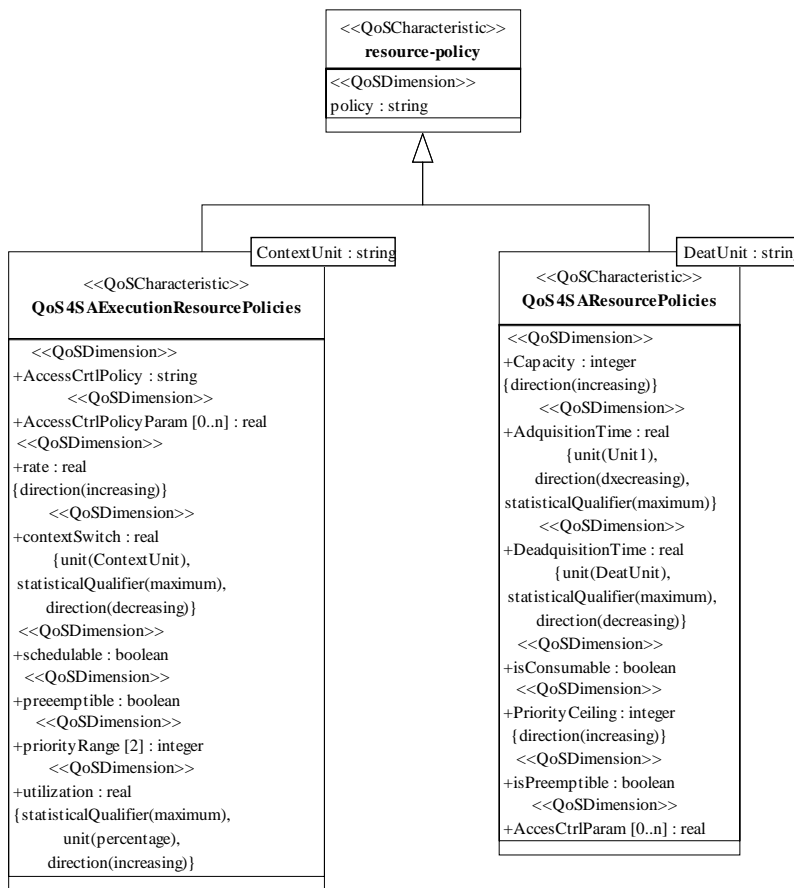 <<QoSCharacteristic>>
resource-policy
<<QoSDimension>>
policy : string
ContextUnit : string
<<QoSCharacteristic>>
QoS4SAExecutionResourcePolicies
<<QoSDimension>>
+AccessCrtlPolicy : string
<<QoSDimension>>
+AccessCtrlPolicyParam [0..n] : real
<<QoSDimension>>
+rate : real
{direction(increasing)}
<<QoSDimension>>
+contextSwitch : real
{unit(ContextUnit),
statisticalQualifier(maximum),
direction(decreasing)}
<<QoSDimension>>
+schedulable : boolean
<<QoSDimension>>
+preeemptible : boolean
<<QoSDimension>>
+priorityRange [2] : integer
<<QoSDimension>>
+utilization : real
{statisticalQualifier(maximum),
unit(percentage),
direction(increasing)}
DeatUnit : string
<<QoSCharacteristic>>
QoS4SAResourcePolicies
<<QoSDimension>>
+Capacity : integer
{direction(increasing)}
<<QoSDimension>>
+AdquisitionTime : real
{unit(Unit1),
direction(dxecreasing),
statisticalQualifier(maximum)}
<<QoSDimension>>
+DeadquisitionTime : real
{unit(DeatUnit),
statisticalQualifier(maximum),
direction(decreasing)}
<<QoSDimension>>
+isConsumable : boolean
<<QoSDimension>>
+PriorityCeiling : integer
{direction(increasing)}
<<QoSDimension>>
+isPreemptible : boolean
<<QoSDimension>>
+AccesCtrlParam [0..n] : real